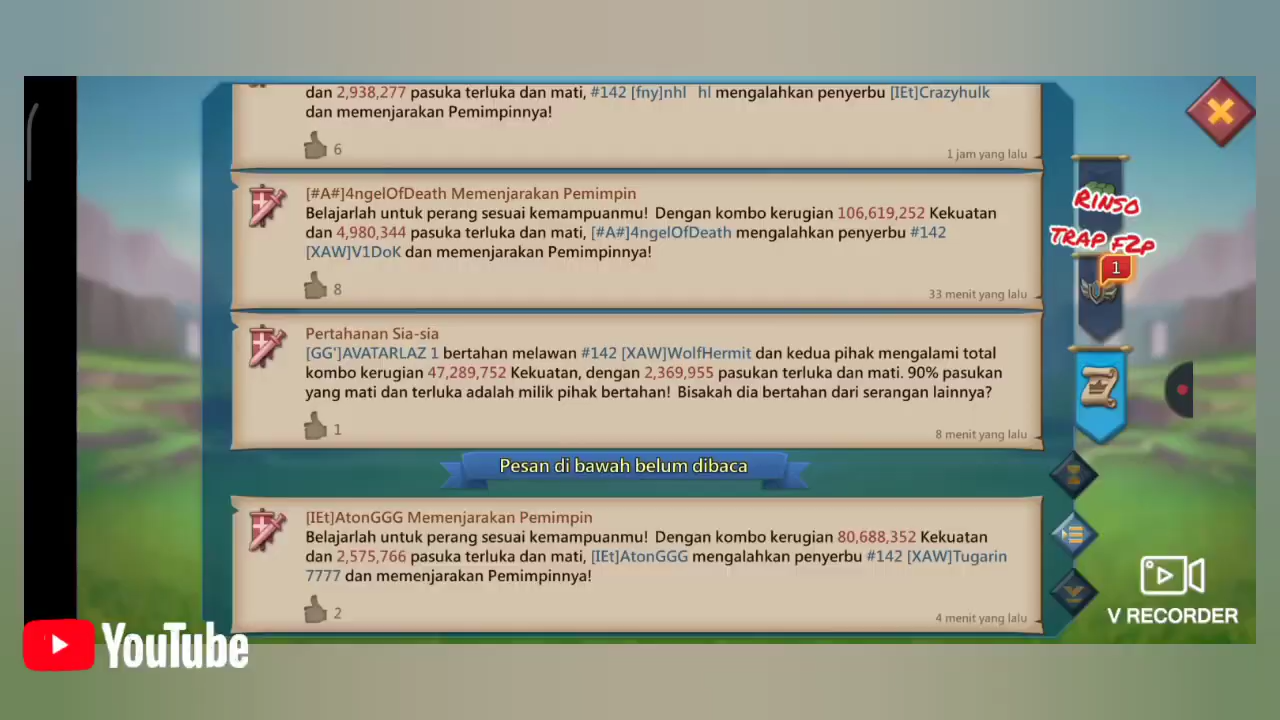 dan 2,938,277 pasuka terluka dan mati, #142 [fny]nhl hl mengalahkan penyerbu [IEt]Crazyhulk
dan memenjarakan Pemimpinnya!
6
1 jam yang lalu
[#A#]4ngelOfDeath Memenjarakan Pemimpin
Belajarlah untuk perang sesuai kemampuanmu! Dengan kombo kerugian 106,619,252 Kekuatan
dan 4,980,344 pasuka terluka dan mati, [#A#]4ngelOfDeath mengalahkan penyerbu #142
[XAW]V1DoK dan memenjarakan Pemimpinnya!
8
33 menit yang lalu
Pertahanan Sia-sia
[GG']AVATARLAZ 1 bertahan melawan #142 [XAW]WolfHermit dan kedua pihak mengalami total
kombo kerugian 47,289,752 Kekuatan, dengan 2,369,955 pasukan terluka dan mati. 90% pasukan
yang mati dan terluka adalah milik pihak bertahan! Bisakah dia bertahan dari serangan lainnya?
1
8 menit yang lalu
Pesan di bawah belum dibaca
[IEt]AtonGGG Memenjarakan Pemimpin
Belajarlah untuk perang sesuai kemampuanmu! Dengan kombo kerugian 80,688,352 Kekuatan
dan 2,575,766 pasuka terluka dan mati, [IEt]AtonGGG mengalahkan penyerbu #142 [XAW]Tugarin
7777 dan memenjarakan Pemimpinnya!
2
4 menit yang lalu
RINSO
TRAP F2P
1
V RECORDER
YouTube